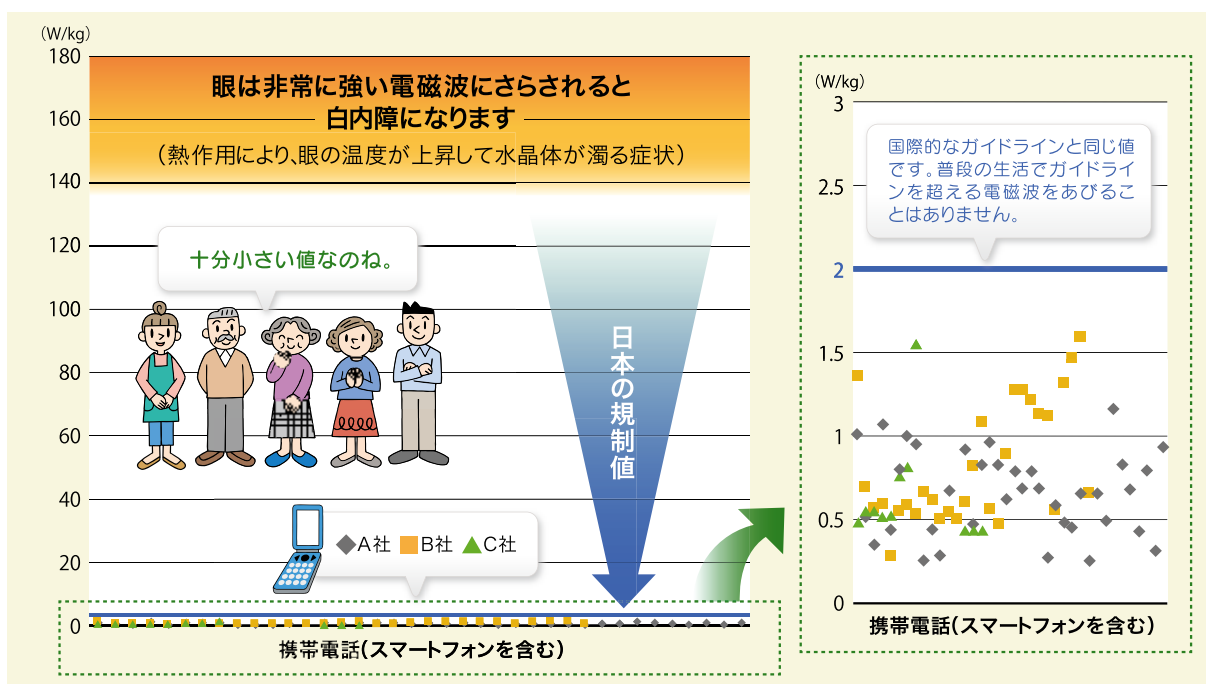 (W/kg)
180
160
140
120
100
80
60
40
20
0
眼は非常に強い電磁波にさらされると
白内障になります
（熱作用により、眼の温度が上昇して水晶体が濁る症状）
十分小さい値なのね。
日本の規制値
A社 B社 C社
携帯電話(スマートフォンを含む)
(W/kg)
3
2.5
2
1.5
1
0.5
0
国際的なガイドラインと同じ値
です。普段の生活でガイドライ
ンを超える電磁波をあびるこ
とはありません。
携帯電話(スマートフォンを含む)